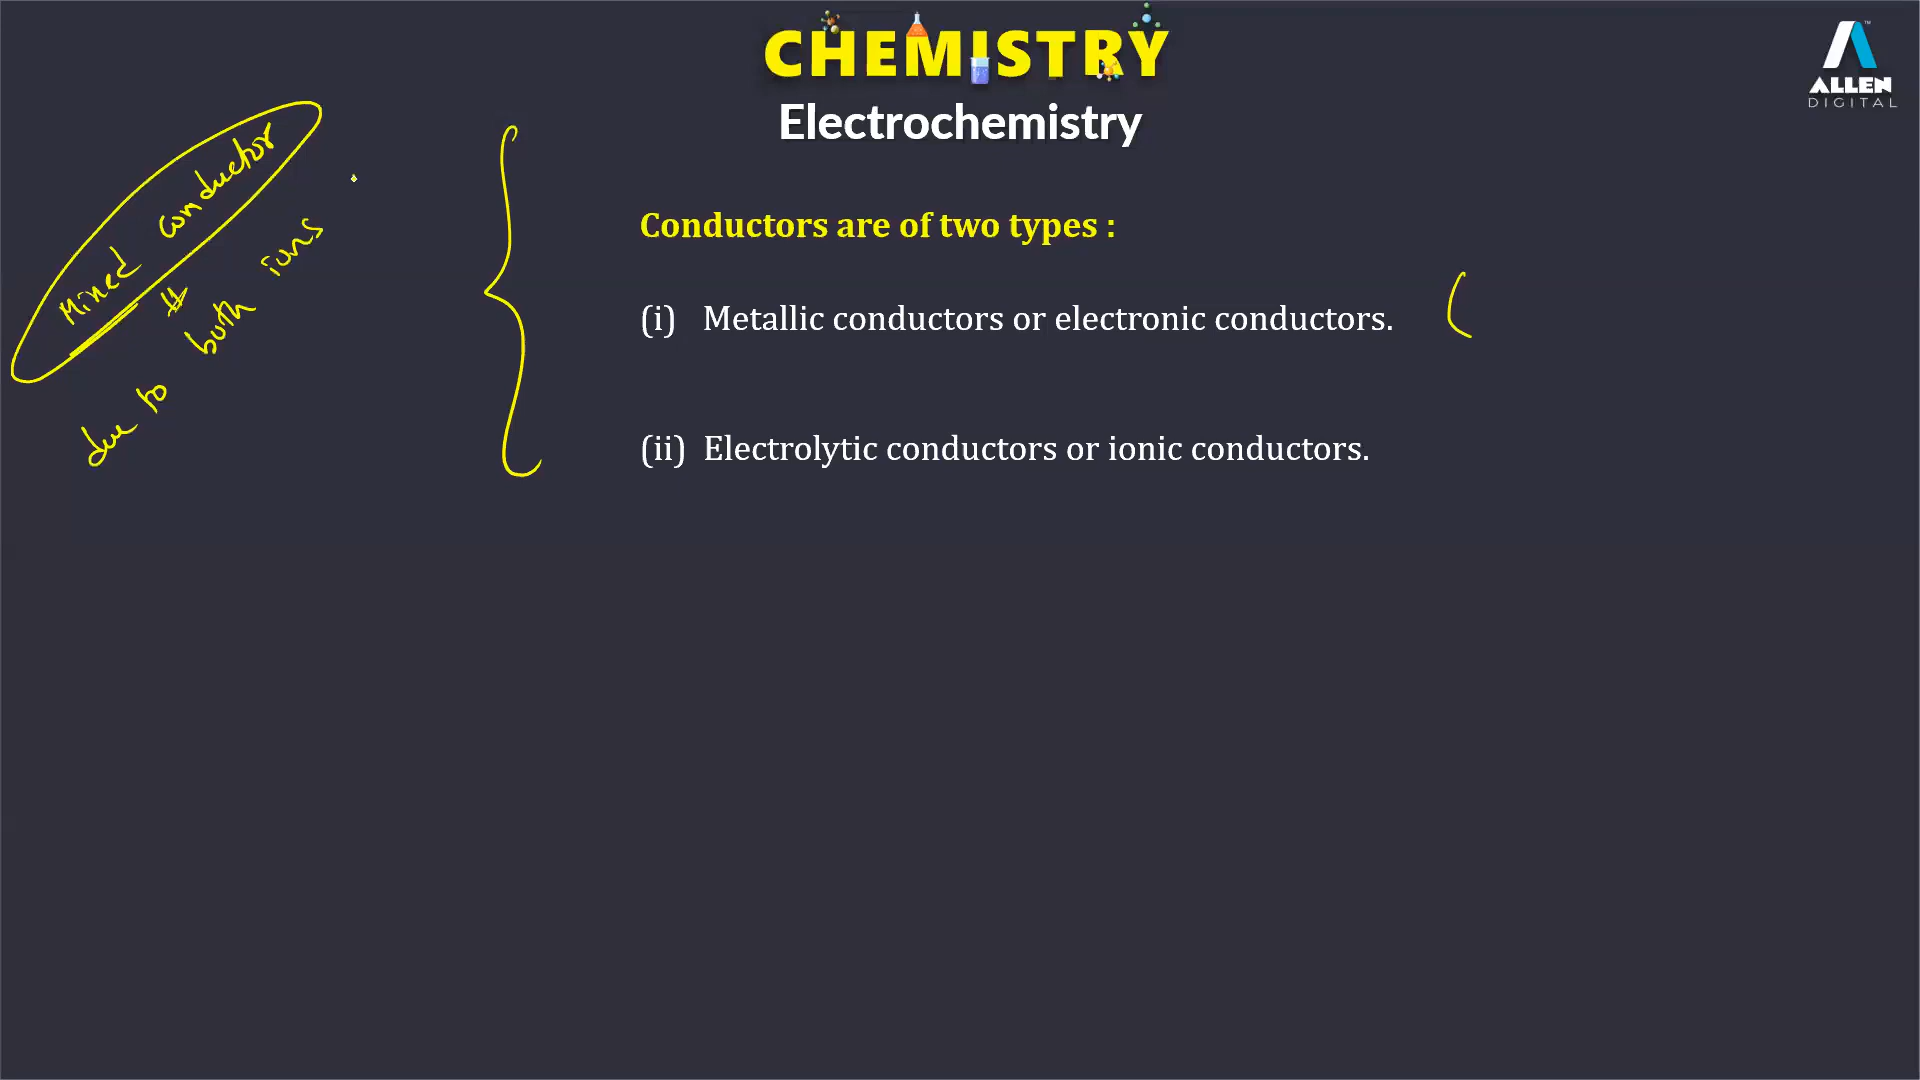 CHEMISTRY
Electrochemistry
ALLEN
DIGITAL
Mixed conductor
due to both ions
Conductors are of two types :
(i) Metallic conductors or electronic conductors.
(
(ii) Electrolytic conductors or ionic conductors.